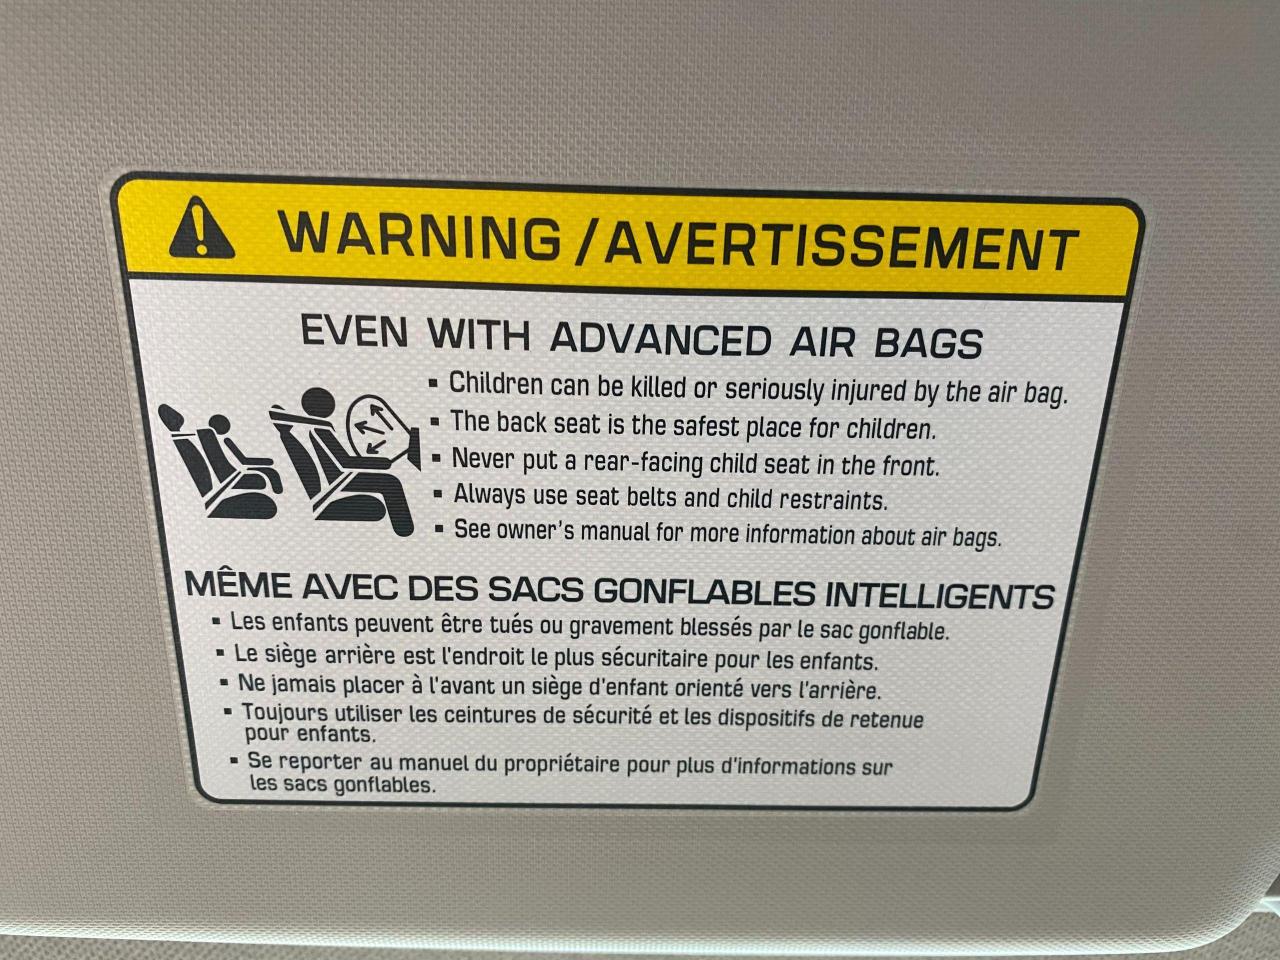 WARNING / AVERTISSEMENT
EVEN WITH ADVANCED AIR BAGS
▪ Children can be killed or seriously injured by the air bag.
▪ The back seat is the safest place for children.
▪ Never put a rear-facing child seat in the front.
▪ Always use seat belts and child restraints.
▪ See owner's manual for more information about air bags.
MÊME AVEC DES SACS GONFLABLES INTELLIGENTS
▪ Les enfants peuvent être tués ou gravement blessés par le sac gonflable.
▪ Le siège arrière est l'endroit le plus sécuritaire pour les enfants.
▪ Ne jamais placer à l'avant un siège d'enfant orienté vers l'arrière.
▪ Toujours utiliser les ceintures de sécurité et les dispositifs de retenue
pour enfants.
▪ Se reporter au manuel du propriétaire pour plus d'informations sur
les sacs gonflables.